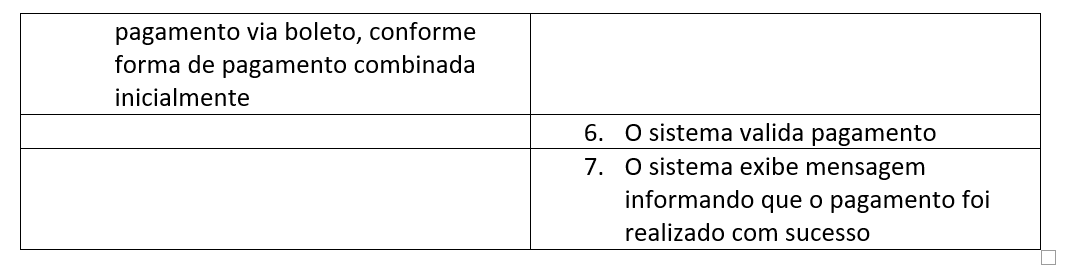 pagamento via boleto, conforme
forma de pagamento combinada
inicialmente
6. O sistema valida pagamento
7. O sistema exibe mensagem
informando que o pagamento foi
realizado com sucesso